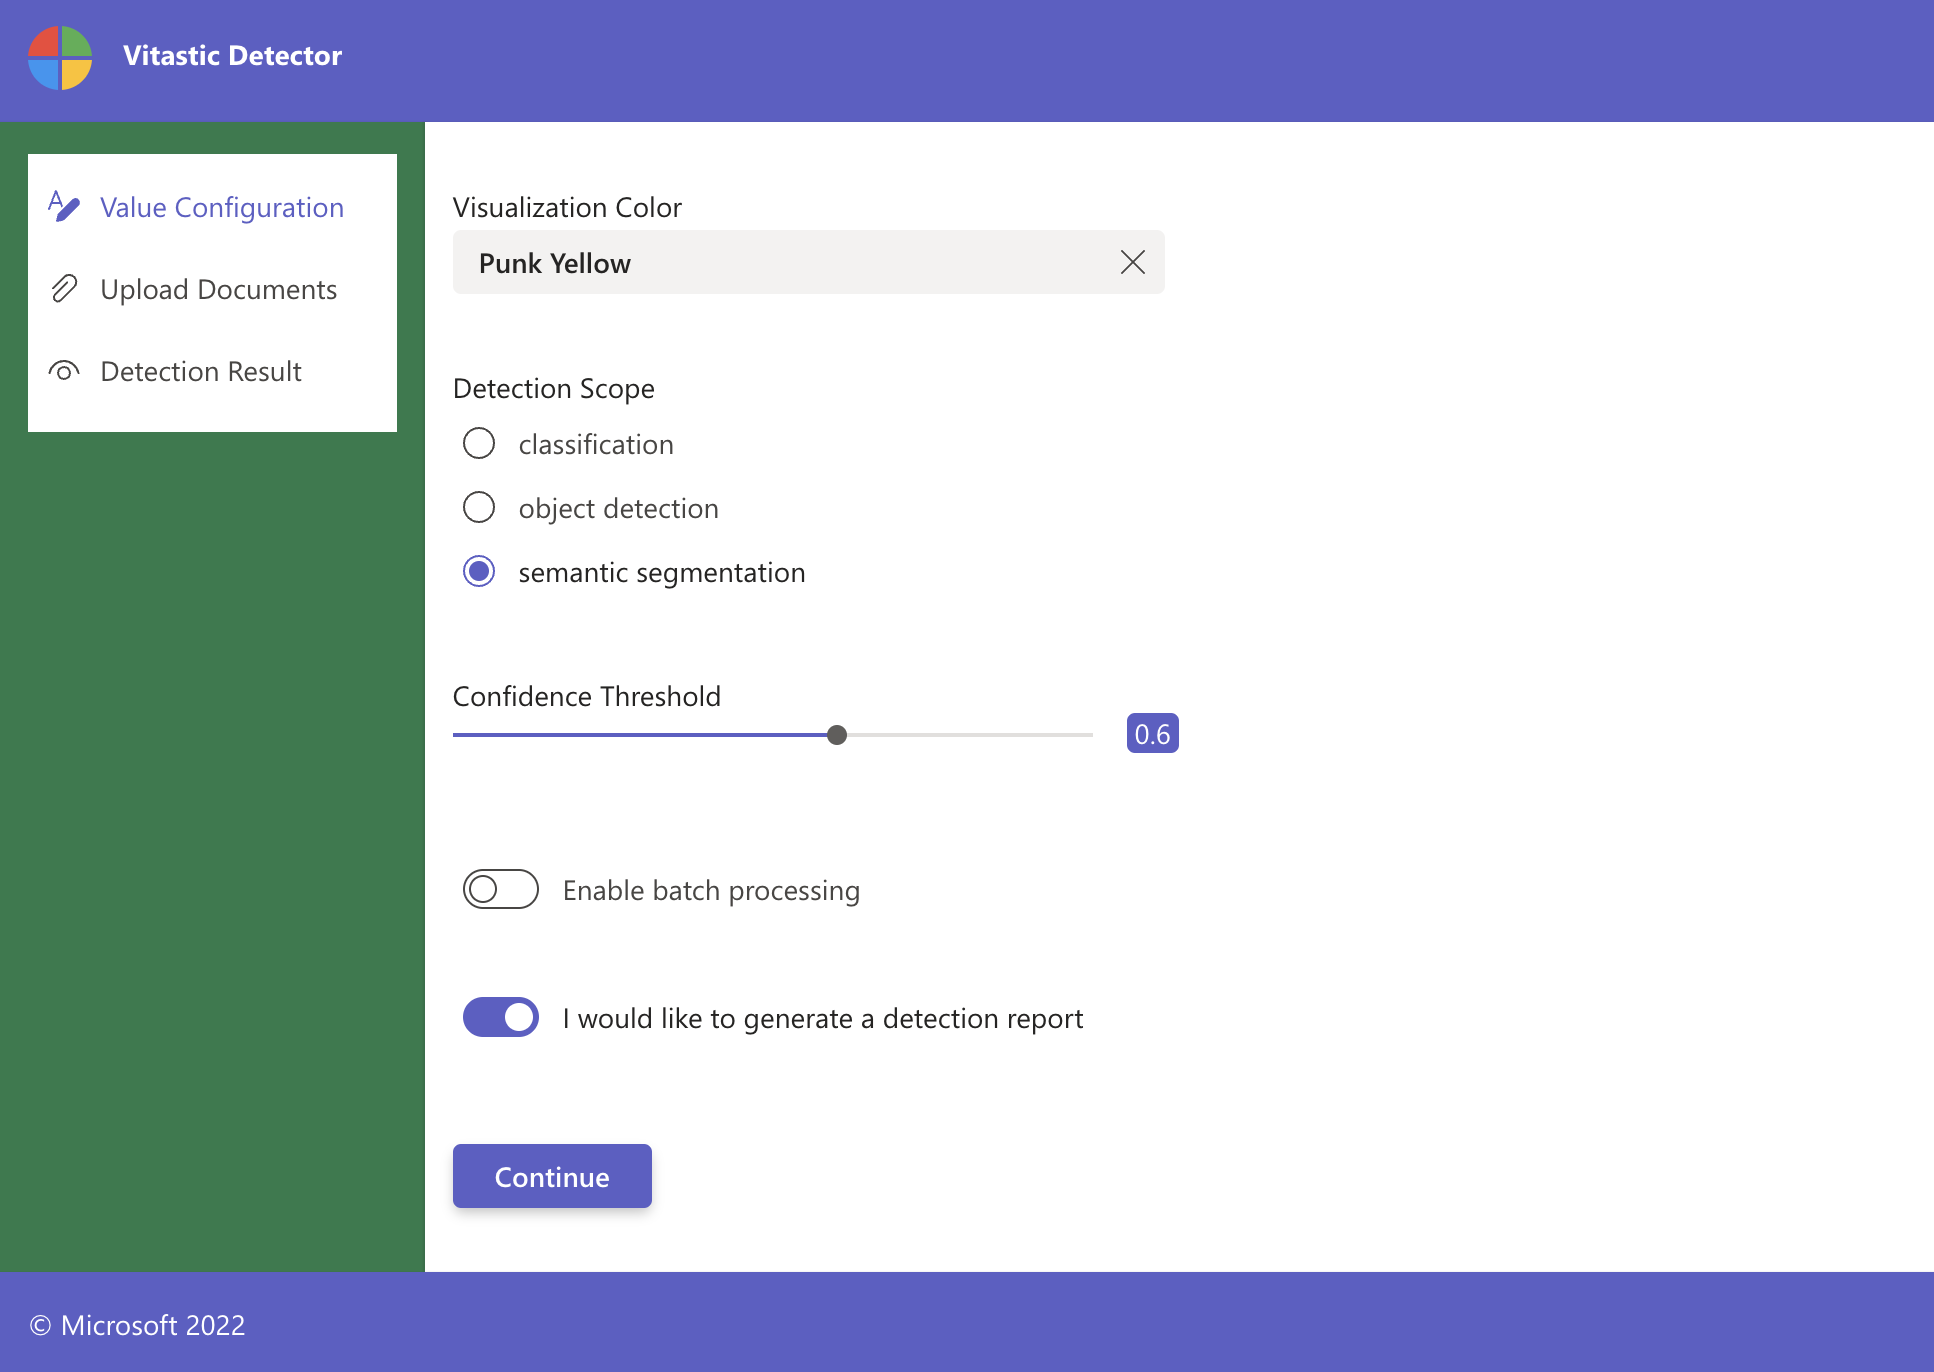 Vitastic Detector
Value Configuration
Upload Documents
Detection Result
Visualization Color
Punk Yellow
Detection Scope
classification
object detection
semantic segmentation
Confidence Threshold
0.6
Enable batch processing
I would like to generate a detection report
Continue
© Microsoft 2022